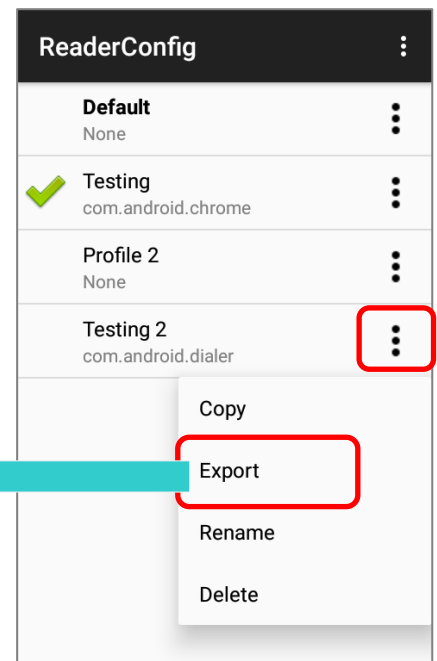 ReaderConfig
Default
None
Testing
com.android.chrome
Profile 2
None
Testing 2
com.android.dialer
Copy
Export
Rename
Delete